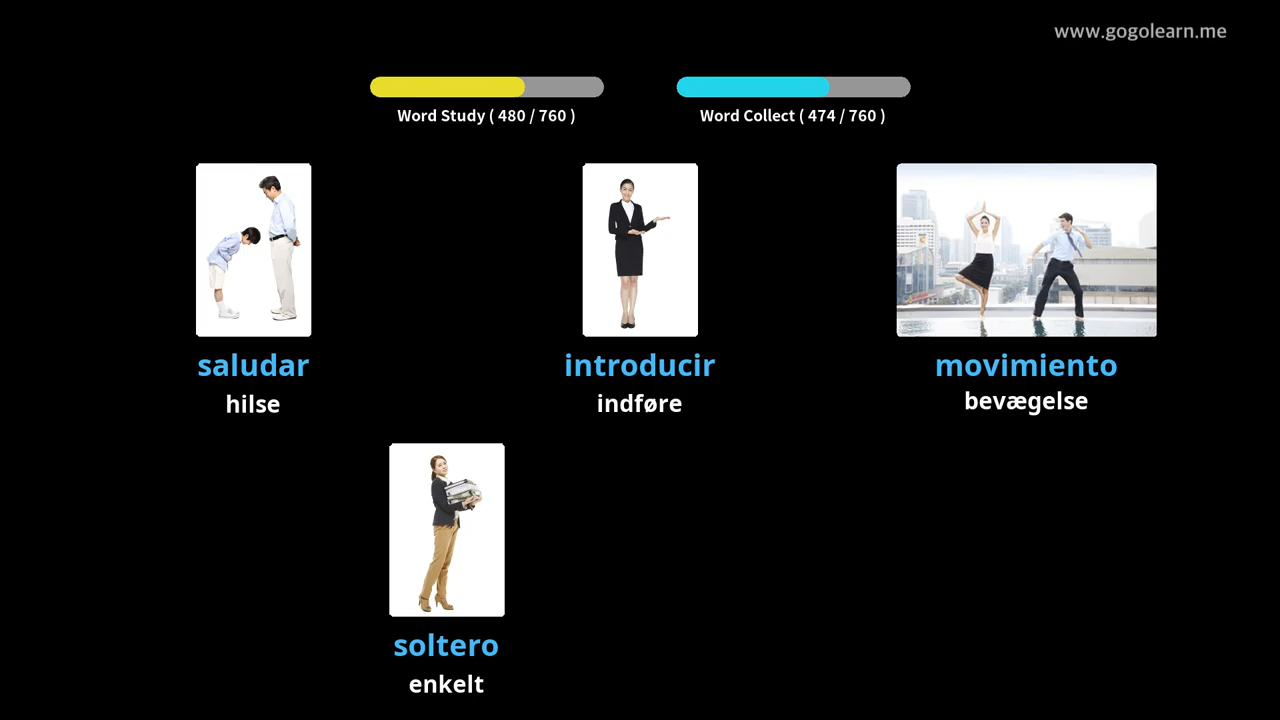 www.gogolearn.me
Word Study ( 480 / 760 )
Word Collect ( 474 / 760 )
saludar
hilse
introducir
indføre
movimiento
bevægelse
soltero
enkelt